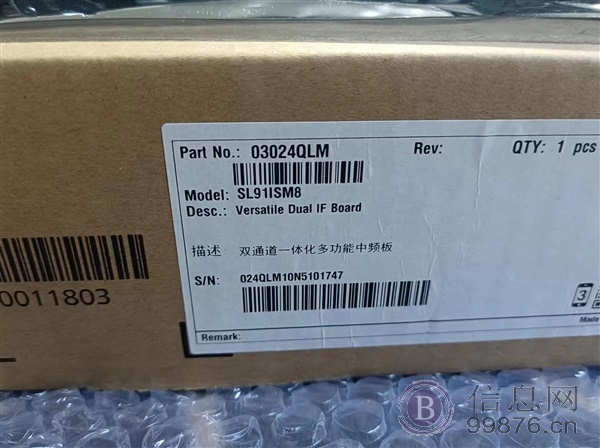 Part No.: 03024QLM Rev: QTY: 1 pcs
Model: SL91ISM8
Desc.: Versatile Dual IF Board
描述: 双通道一体化多功能中频板
S/N: 024QLM10N5101747
0011803
3
Made
Remark:
B 信息网
99876.cn